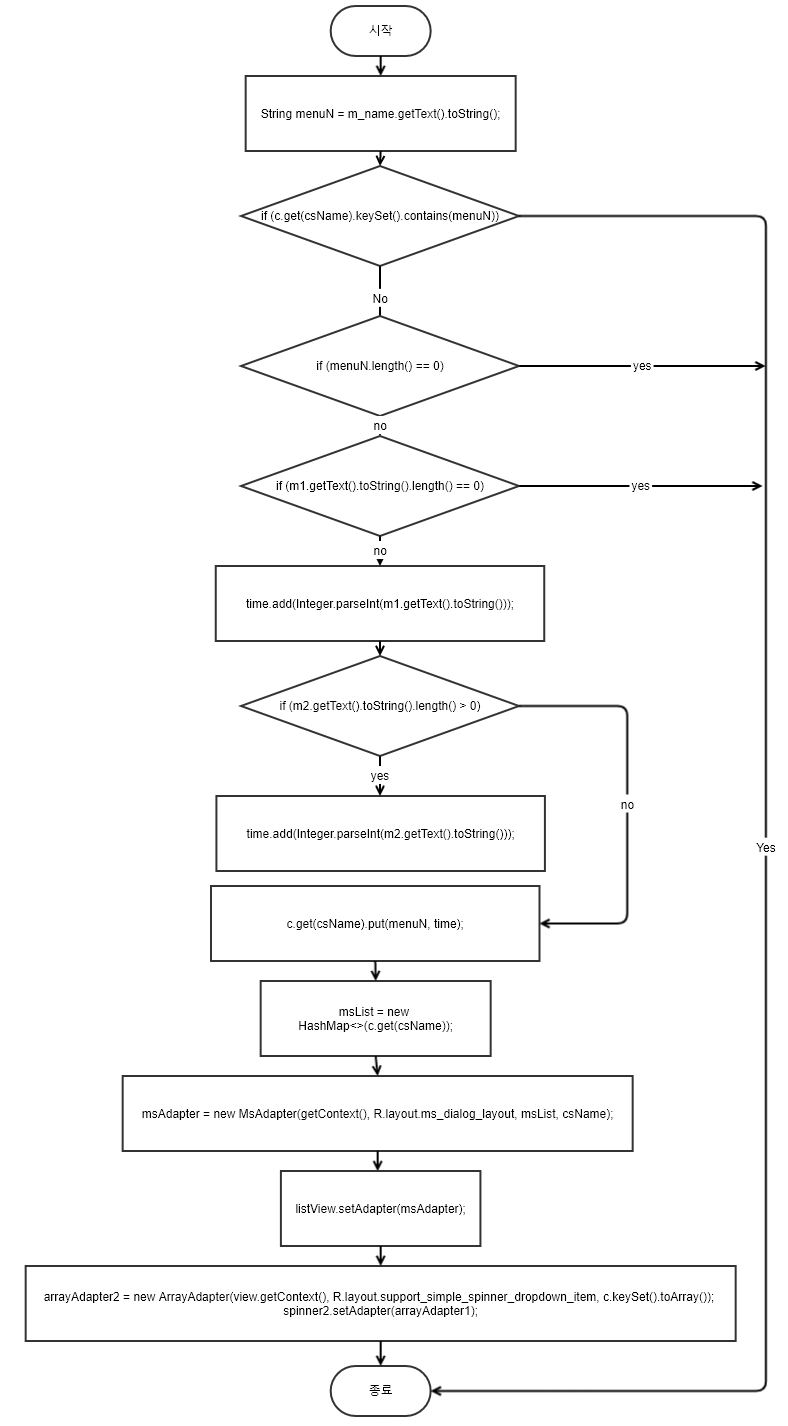 시작
String menuN = m_name.getText().toString();
if (c.get(csName).keySet().contains(menuN))
No
if (menuN.length() == 0)
yes
no
if (m1.getText().toString().length() == 0)
yes
no
time.add(Integer.parseInt(m1.getText().toString()));
if (m2.getText().toString().length() > 0)
yes
no
time.add(Integer.parseInt(m2.getText().toString()));
Yes
c.get(csName).put(menuN, time);
msList = new
HashMap<>(c.get(csName));
msAdapter = new MsAdapter(getContext(), R.layout.ms_dialog_layout, msList, csName);
listView.setAdapter(msAdapter);
arrayAdapter2 = new ArrayAdapter(view.getContext(), R.layout.support_simple_spinner_dropdown_item, c.keySet().toArray());
spinner2.setAdapter(arrayAdapter1);
종료